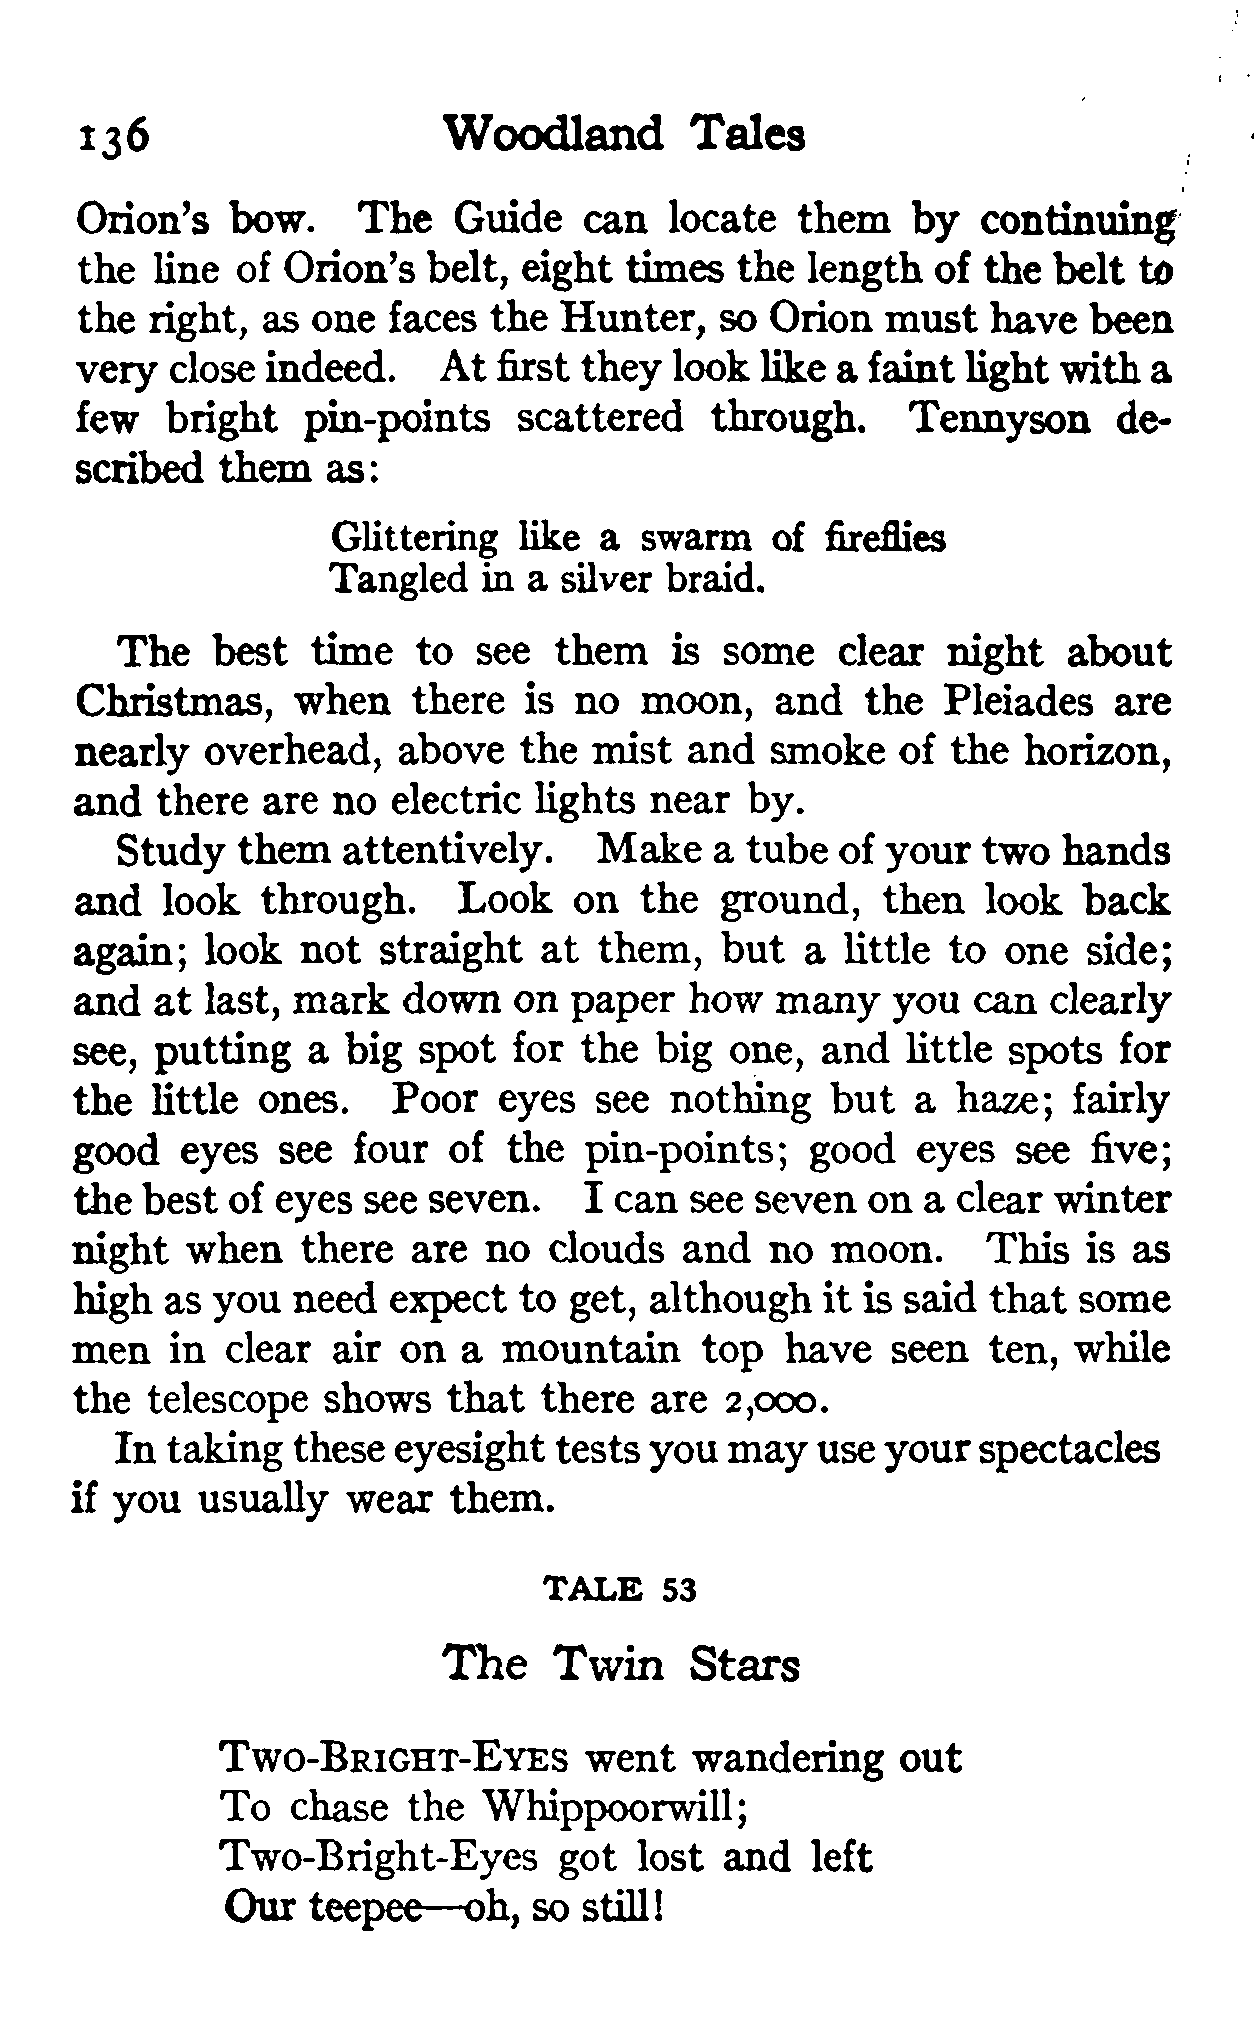 136 Woodland Tales
Orion's bow. The Guide can locate them by continuing
the line of Orion's belt, eight times the length of the belt to
the right, as one faces the Hunter, so Orion must have been
very close indeed. At first they look like a faint light with a
few bright pin-points scattered through. Tennyson de-
scribed them as:
Glittering like a swarm of fireflies
Tangled in a silver braid.
The best time to see them is some clear night about
Christmas, when there is no moon, and the Pleiades are
nearly overhead, above the mist and smoke of the horizon,
and there are no electric lights near by.
Study them attentively. Make a tube of your two hands
and look through. Look on the ground, then look back
again; look not straight at them, but a little to one side;
and at last, mark down on paper how many you can clearly
see, putting a big spot for the big one, and little spots for
the little ones. Poor eyes see nothing but a haze; fairly
good eyes see four of the pin-points; good eyes see five;
the best of eyes see seven. I can see seven on a clear winter
night when there are no clouds and no moon. This is as
high as you need expect to get, although it is said that some
men in clear air on a mountain top have seen ten, while
the telescope shows that there are 2,000.
In taking these eyesight tests you may use your spectacles
if you usually wear them.
TALE 53
The Twin Stars
Two-Bright-Eyes went wandering out
To chase the Whippoorwill;
Two-Bright-Eyes got lost and left
Our teepee—oh, so still!